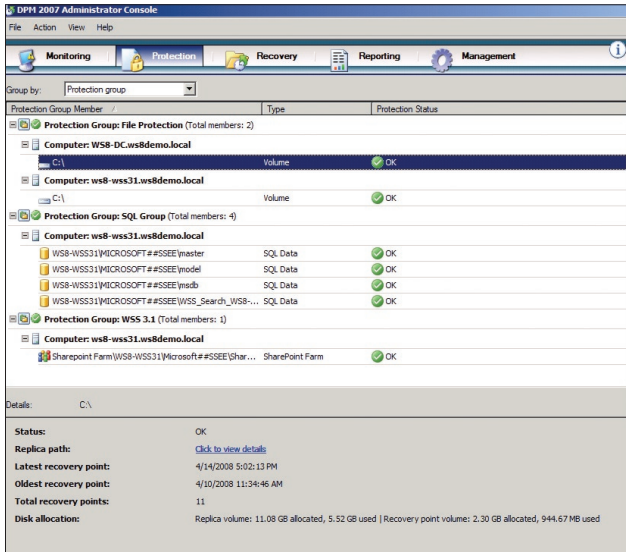 DPM 2007 Administrator Console
File Action View Help
Monitoring Protection Recovery Reporting Management
Group by: Protection group
Protection Group Member / Type Protection Status
Protection Group: File Protection (Total members: 2)
Computer: WS8-DC.ws8demo.local
C:\ Volume OK
Computer: ws8-wss31.ws8demo.local
C:\ Volume OK
Protection Group: SQL Group (Total members: 4)
Computer: ws8-wss31.ws8demo.local
WS8-WSS31\MICROSOFT##SSEE\master SQL Data OK
WS8-WSS31\MICROSOFT##SSEE\model SQL Data OK
WS8-WSS31\MICROSOFT##SSEE\msdb SQL Data OK
WS8-WSS31\MICROSOFT##SSEE\WSS_Search_WS8-... SQL Data OK
Protection Group: WSS 3.1 (Total members: 1)
Computer: ws8-wss31.ws8demo.local
Sharepoint Farm\WS8-WSS31\Microsoft##SSEE\Shar... SharePoint Farm OK
Details: C:\
Status: OK
Replica path: Click to view details
Latest recovery point: 4/14/2008 5:02:13 PM
Oldest recovery point: 4/10/2008 11:34:46 AM
Total recovery points: 11
Disk allocation: Replica volume: 11.08 GB allocated, 5.52 GB used | Recovery point volume: 2.30 GB allocated, 944.67 MB used